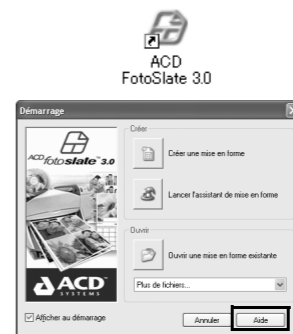 ACD
FotoSlate 3.0
Démarrage
ACD fotoslate 3.0
ACD
SYSTEMS
Afficher au démarrage
Créer
Créer une mise en forme
Lancer l'assistant de mise en forme
Ouvrir
Ouvrir une mise en forme existante
Plus de fichiers...
Annuler
Aide